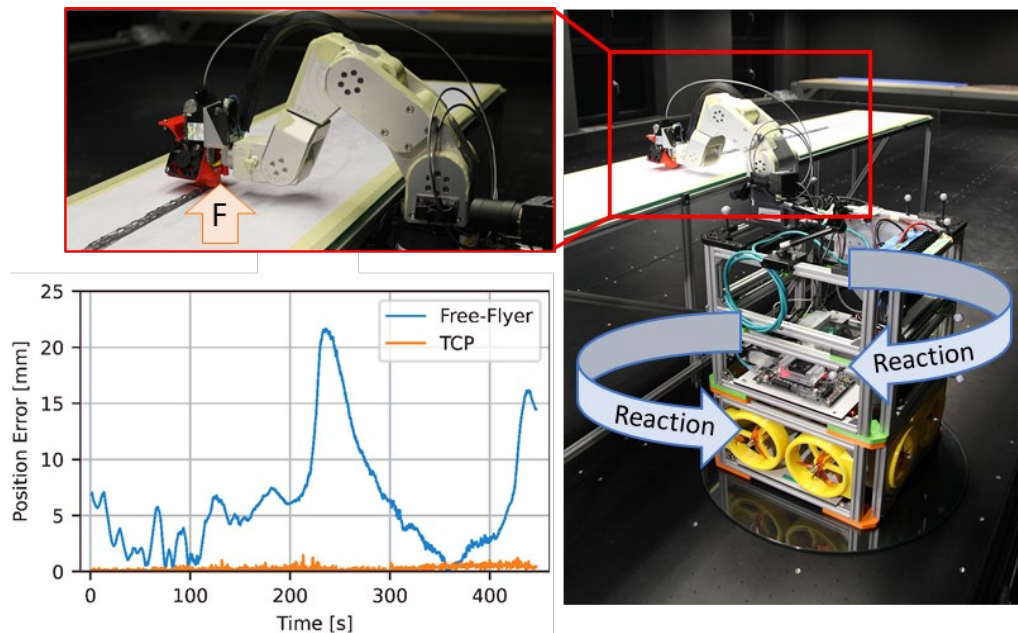 F
Reaction
Reaction
Position Error [mm]
25
20
15
10
5
0
Free-Flyer
TCP
0
100
200
300
400
Time [s]